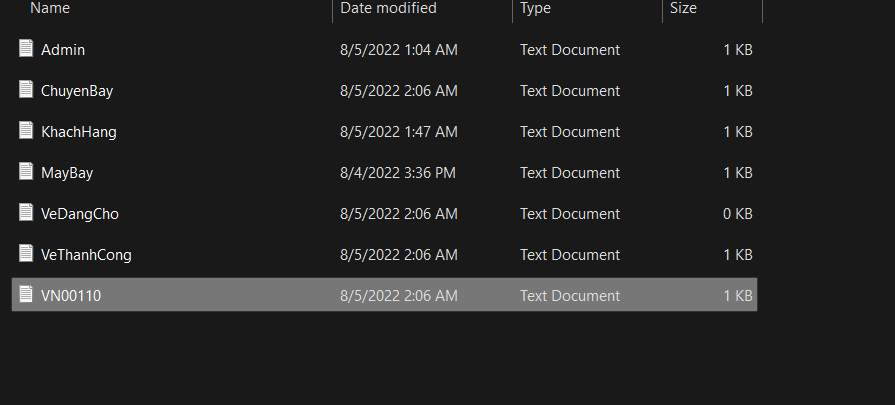 Name Date modified Type Size
Admin 8/5/2022 1:04 AM Text Document 1 KB
ChuyenBay 8/5/2022 2:06 AM Text Document 1 KB
KhachHang 8/5/2022 1:47 AM Text Document 1 KB
MayBay 8/4/2022 3:36 PM Text Document 1 KB
VeDangCho 8/5/2022 2:06 AM Text Document 0 KB
VeThanhCong 8/5/2022 2:06 AM Text Document 1 KB
VN00110 8/5/2022 2:06 AM Text Document 1 KB